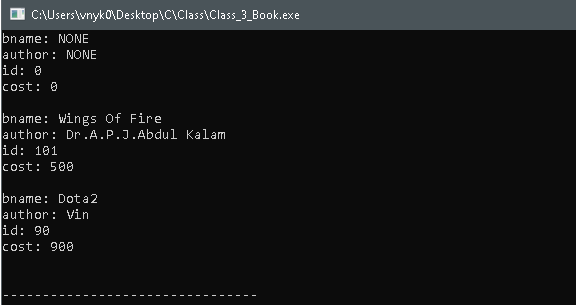 C:\Users\vnyk0\Desktop\C\Class\Class_3_Book.exe
bname: NONE
author: NONE
id: 0
cost: 0
bname: Wings Of Fire
author: Dr.A.P.J.Abdul Kalam
id: 101
cost: 500
bname: Dota2
author: Vin
id: 90
cost: 900
--------------------------------